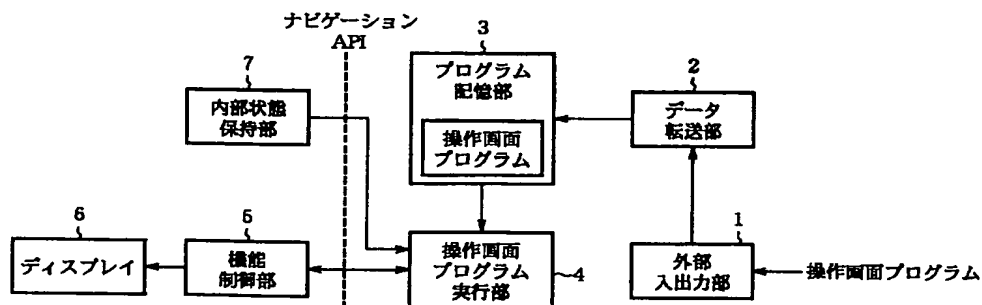 ナビゲーション
API
3
プログラム
記憶部
操作画面
プログラム
2
データ
転送部
7
内部状態
保持部
6
ディスプレイ
5
機能
制御部
操作画面
プログラム
実行部
4
1
外部
入出力部
操作画面プログラム